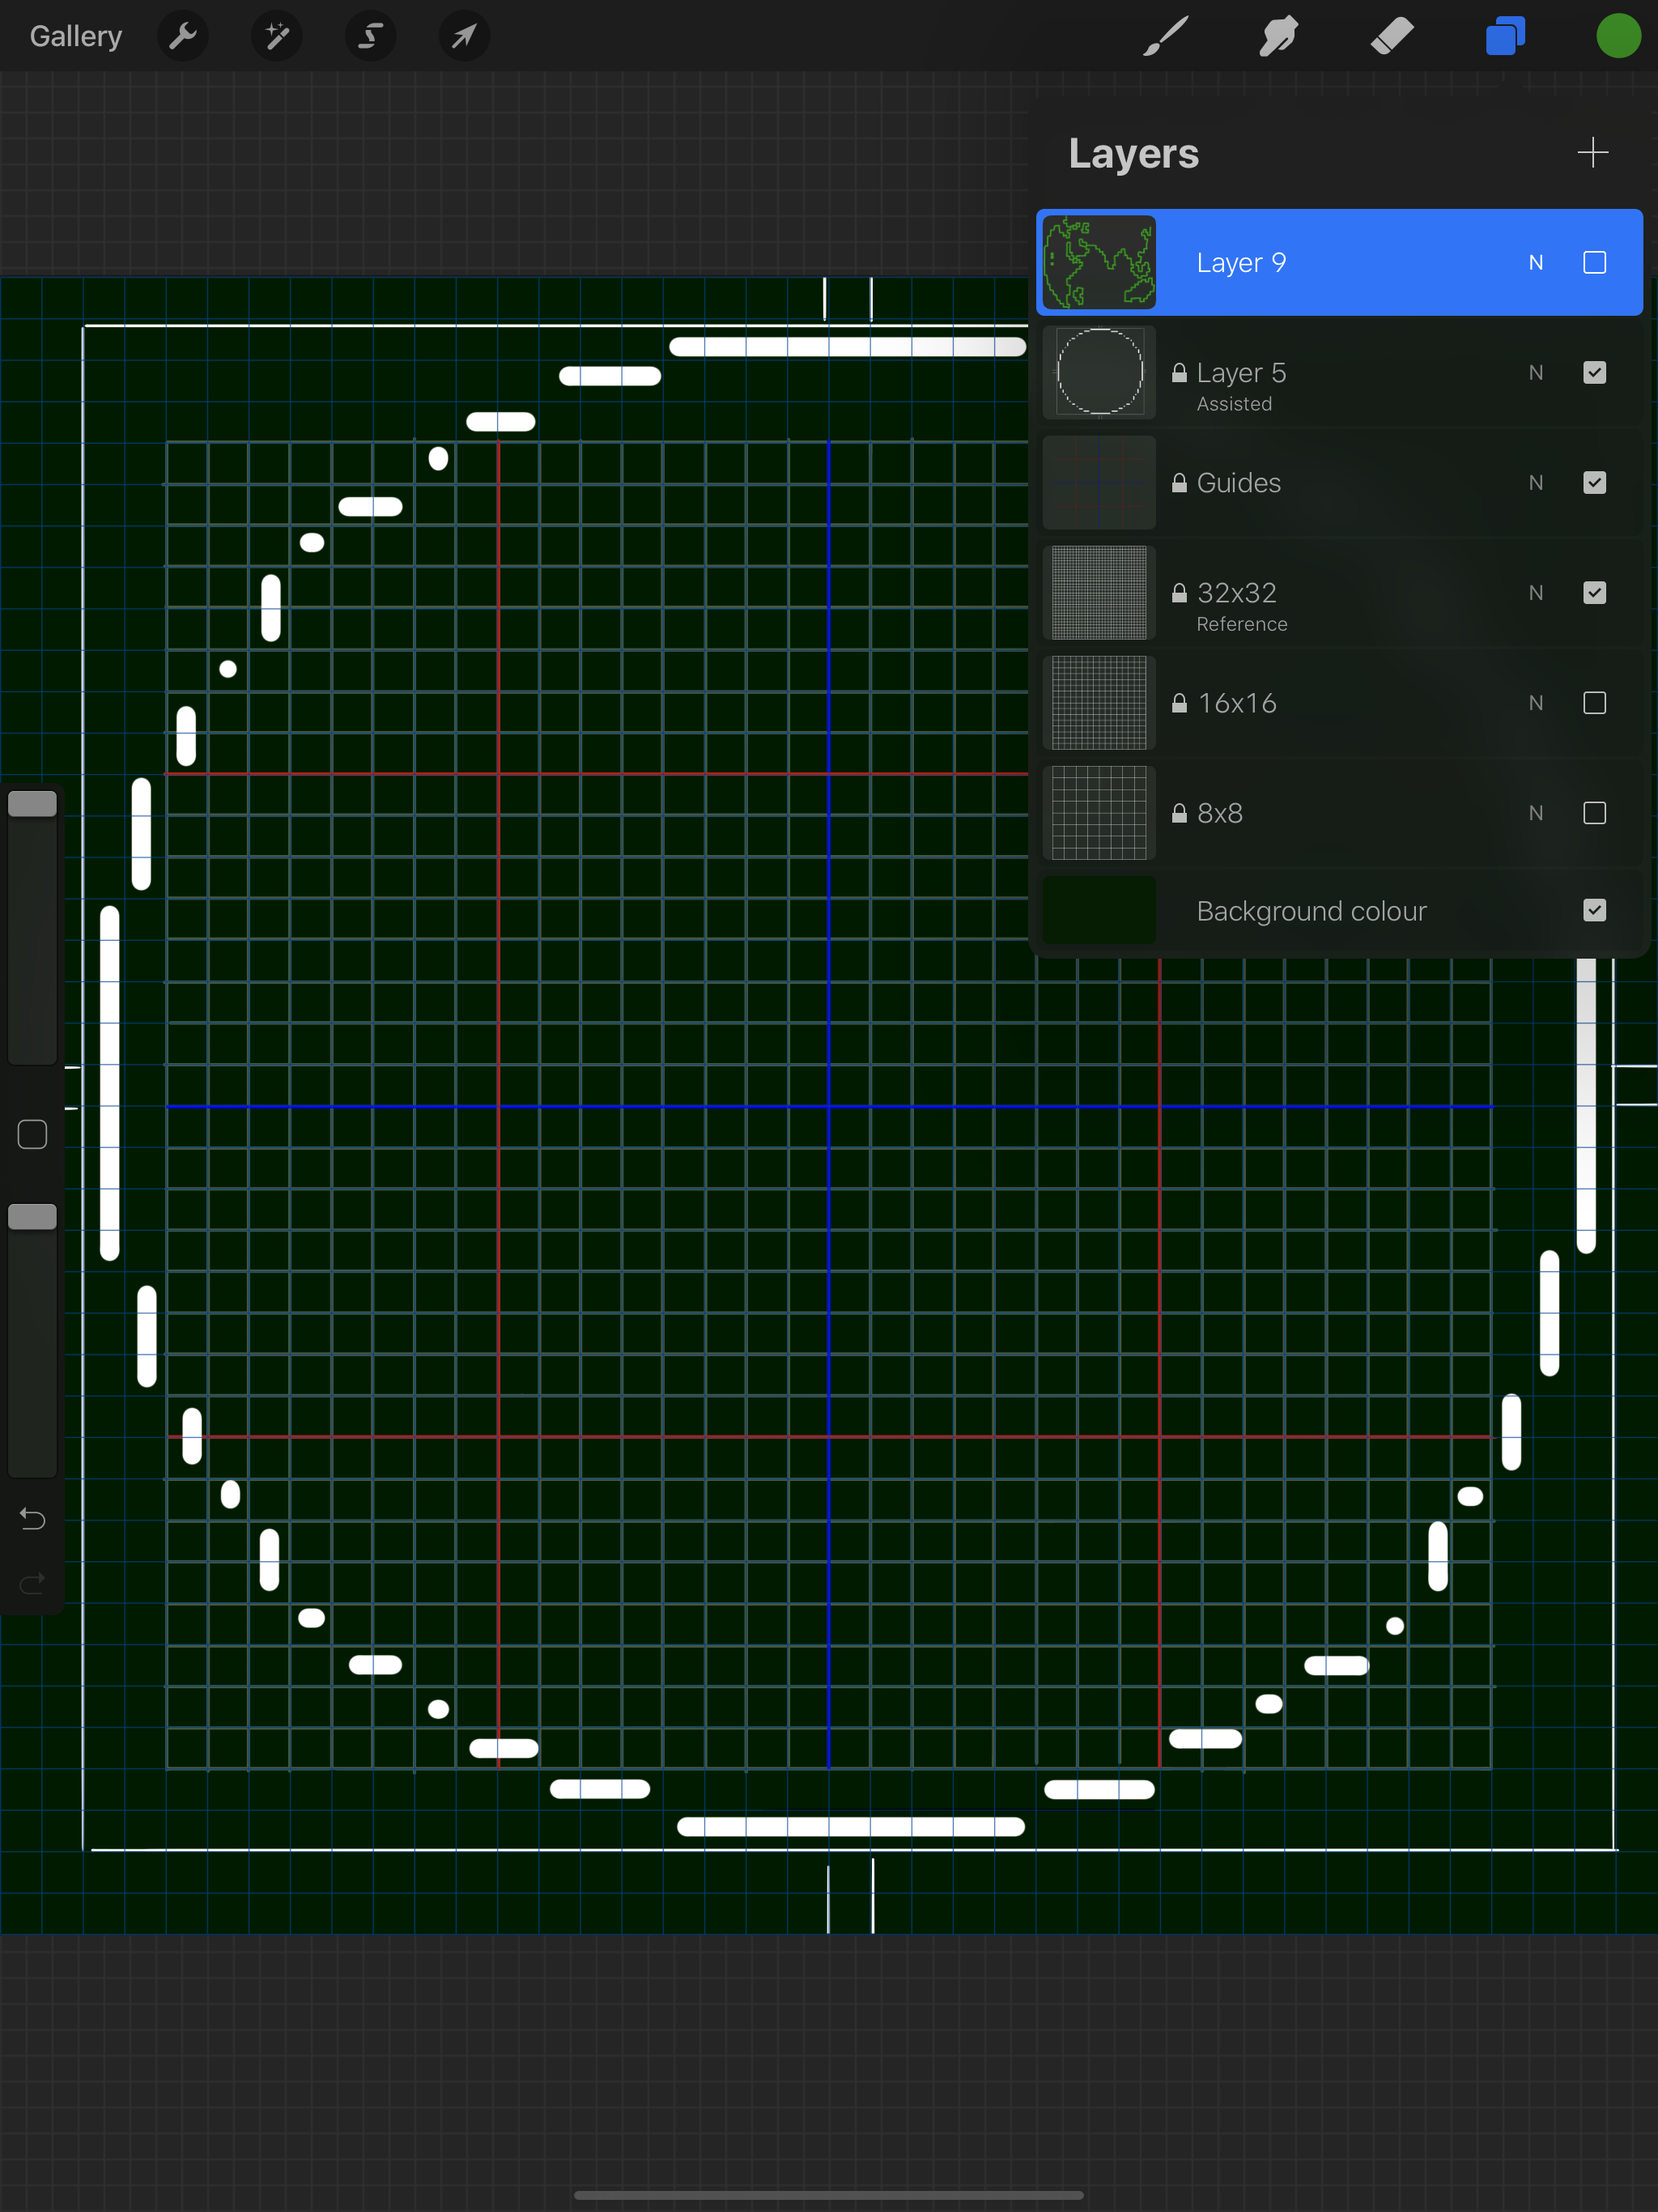 Gallery
Layers
Layer 9 N
Layer 5 N
Assisted
Guides N
32x32 N
Reference
16x16 N
8x8 N
Background colour